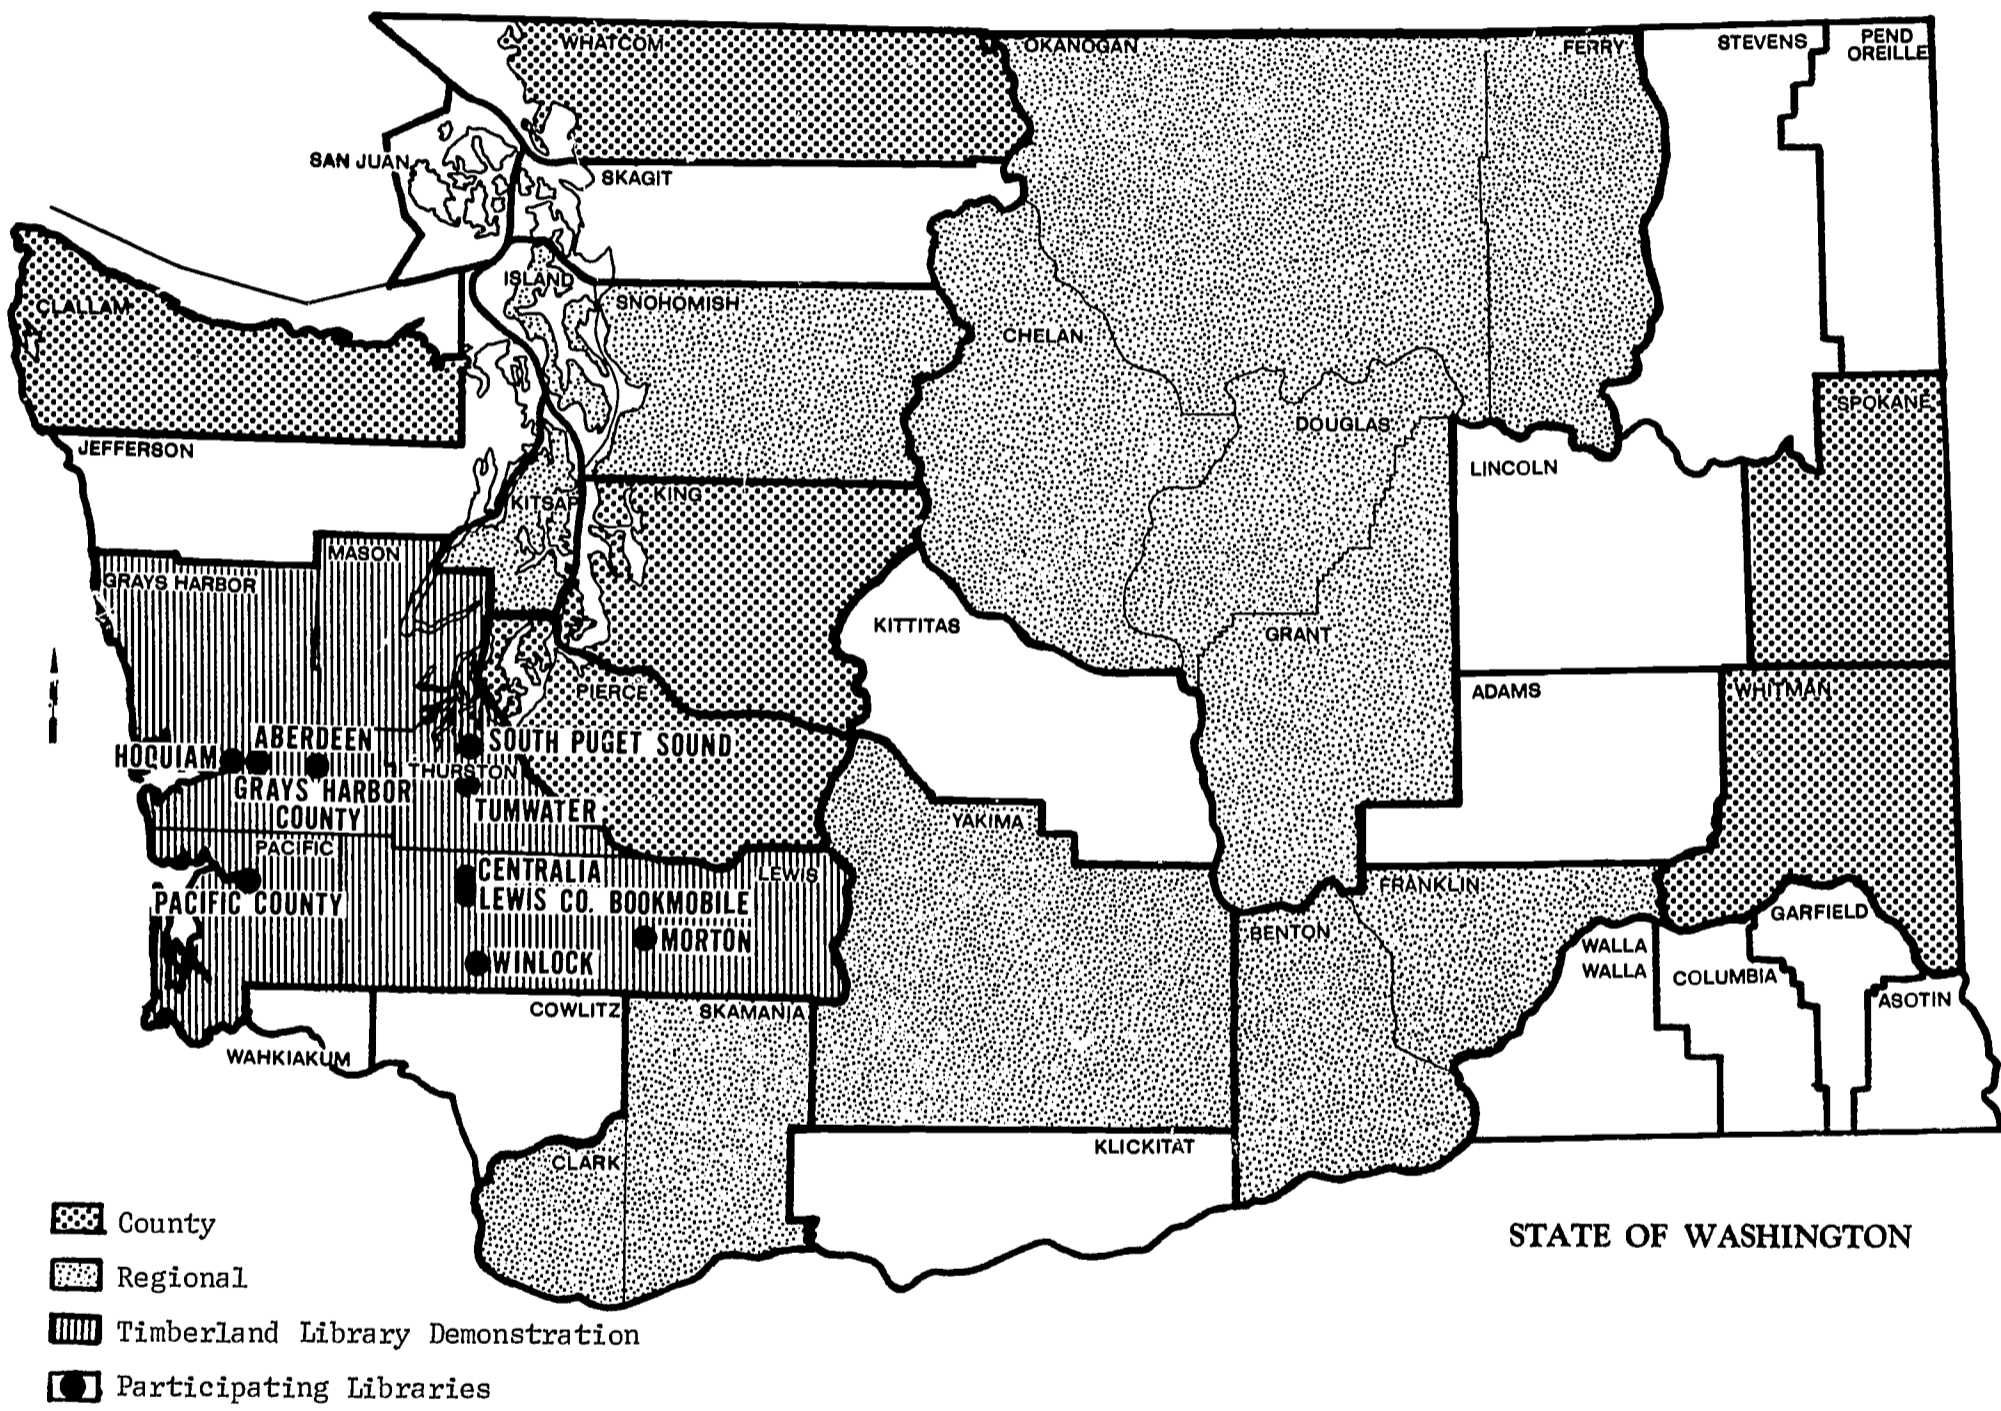 WHATCOM
OKANOGAN
FERRY
STEVENS
PEND
OREILLE
SAN JUAN
SKAGIT
ISLAND
SNOHOMISH
CLALLAM
CHELAN
DOUGLAS
SPOKANE
JEFFERSON
LINCOLN
KITSAP
KING
MASON
GRAYS HARBOR
KITTITAS
GRANT
PIERCE
ADAMS
WHITMAN
HOQUIAM
ABERDEEN
SOUTH PUGET SOUND
THURSTON
GRAYS HARBOR
COUNTY
TUMWATER
YAKIMA
PACIFIC
CENTRALIA
LEWIS
PACIFIC COUNTY
LEWIS CO. BOOKMOBILE
FRANKLIN
GARFIELD
BENTON
MORTON
WINLOCK
WALLA
WALLA
COLUMBIA
ASOTIN
COWLITZ
SKAMANIA
WAHKIAKUM
KLICKITAT
CLARK
County
Regional
Timberland Library Demonstration
Participating Libraries
STATE OF WASHINGTON